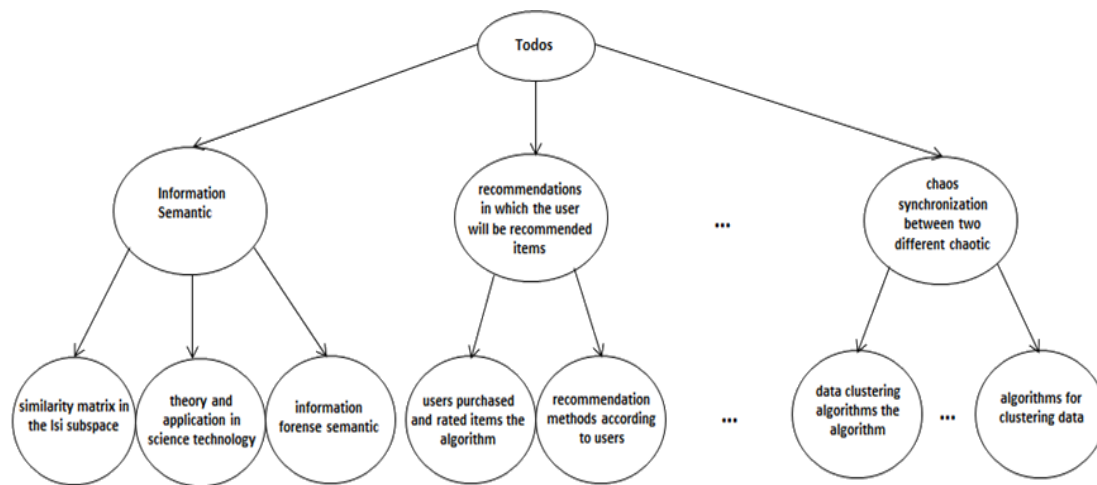 Todos
Information
Semantic
recommendations
in which the user
will be recommended
items
...
chaos
synchronization
between two
different chaotic
similarity matrix in
the lsi subspace
theory and
application in
science technology
information
forense semantic
users purchased
and rated items the
algorithm
recommendation
methods according to
users
...
data clustering
algorithms the
algorithm
...
algorithms for
clustering data